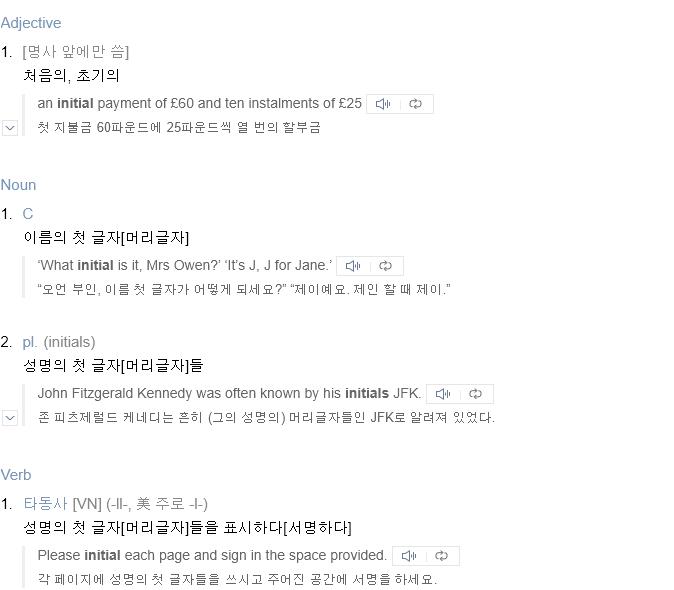 Adjective
1. [명사 앞에만 씀]
처음의, 초기의
an initial payment of £60 and ten instalments of £25
첫 지불금 60파운드에 25파운드씩 열 번의 할부금
Noun
1. C
이름의 첫 글자[머리글자]
‘What initial is it, Mrs Owen?’ ‘It’s J, J for Jane.’
“오언 부인, 이름 첫 글자가 어떻게 되세요?” “제이예요. 제인 할 때 제이.”
2. pl. (initials)
성명의 첫 글자[머리글자]들
John Fitzgerald Kennedy was often known by his initials JFK.
존 피츠제럴드 케네디는 흔히 (그의 성명의) 머리글자들인 JFK로 알려져 있었다.
Verb
1. 타동사 [VN] (-ll-, 美 주로 -l-)
성명의 첫 글자[머리글자]들을 표시하다[서명하다]
Please initial each page and sign in the space provided.
각 페이지에 성명의 첫 글자들을 쓰시고 주어진 공간에 서명을 하세요.